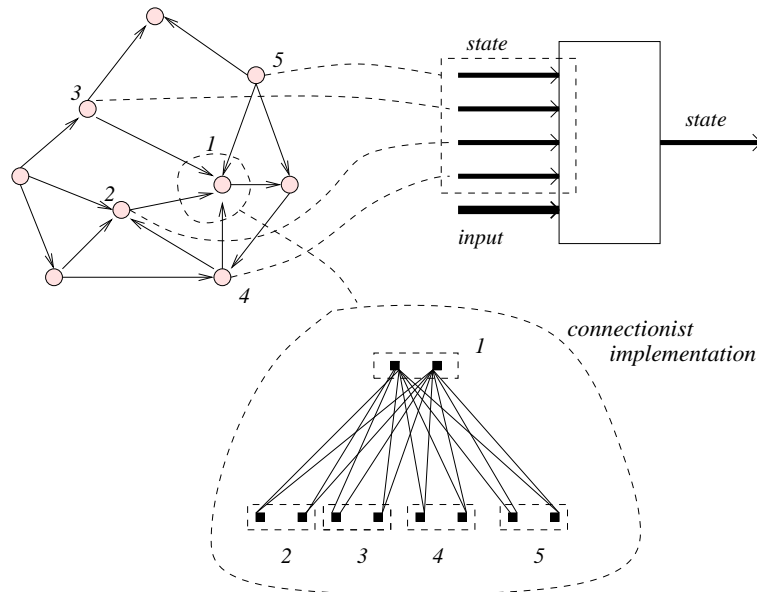 5
state
3
state
1
2
input
4
connectionist
implementation
1
2 3 4 5